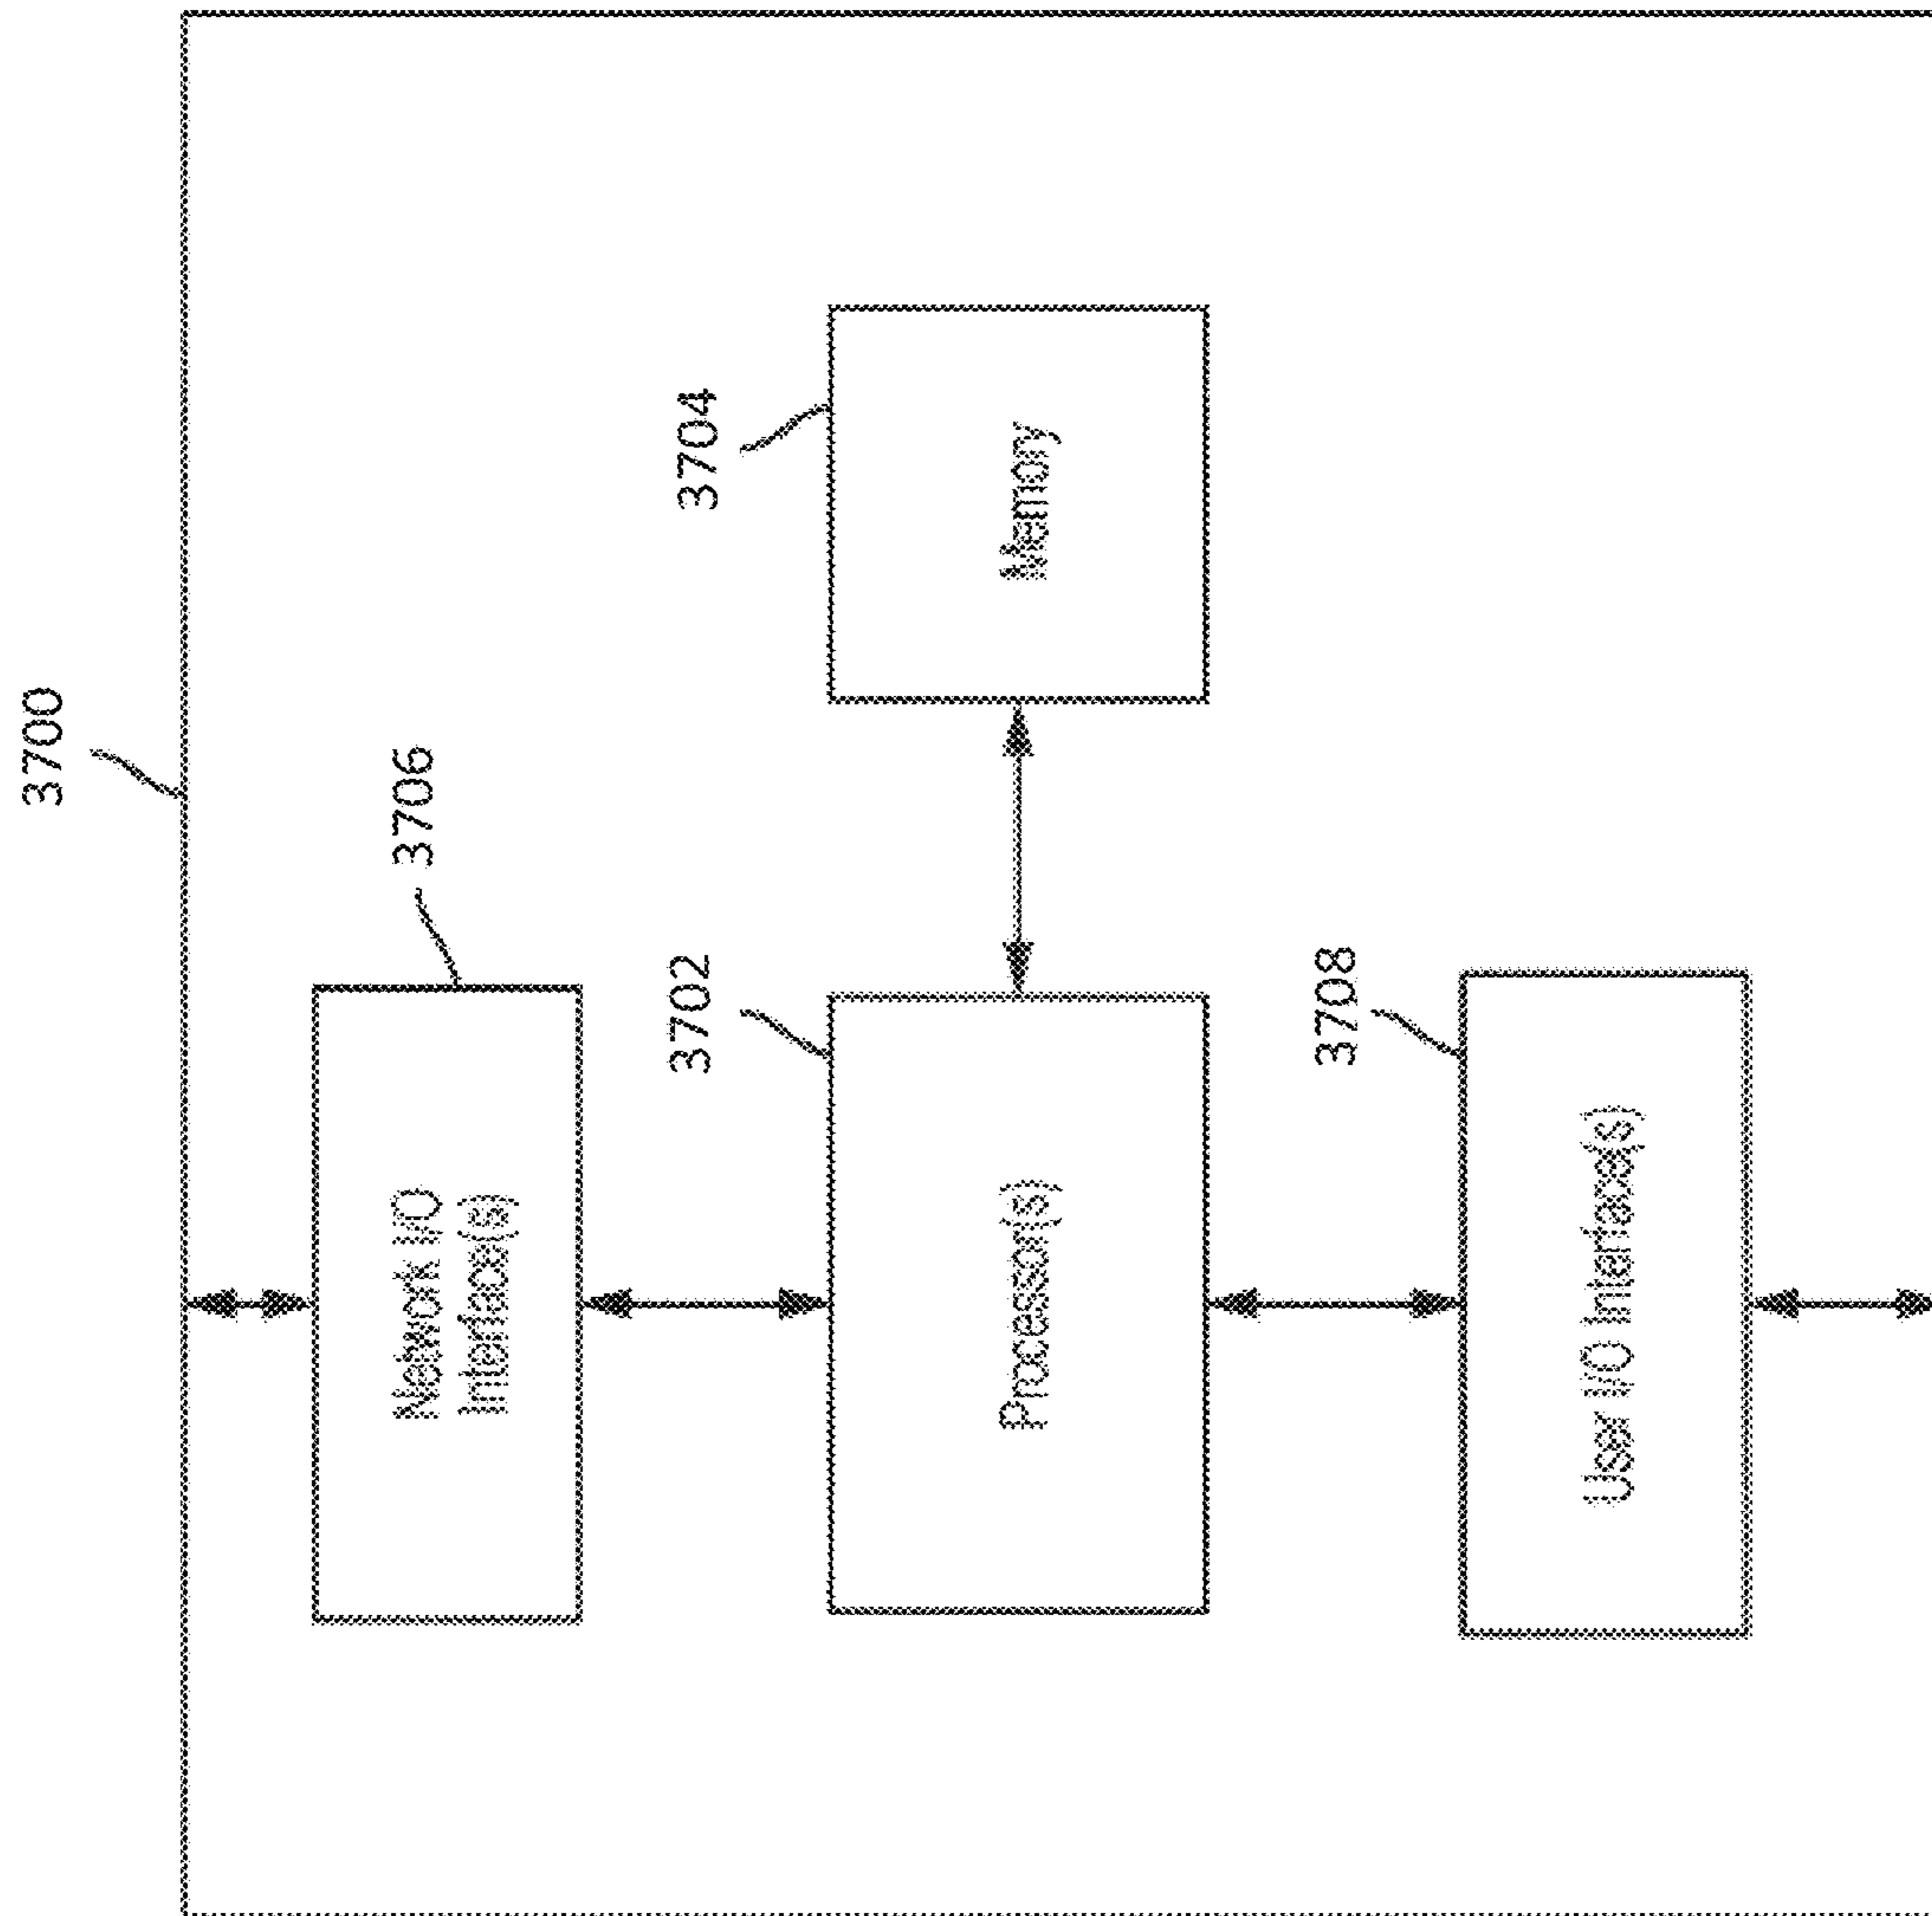 3700
3706
Network I/O
Interface(s)
3702
Processor(s)
3704
Memory
3708
User I/O Interface(s)